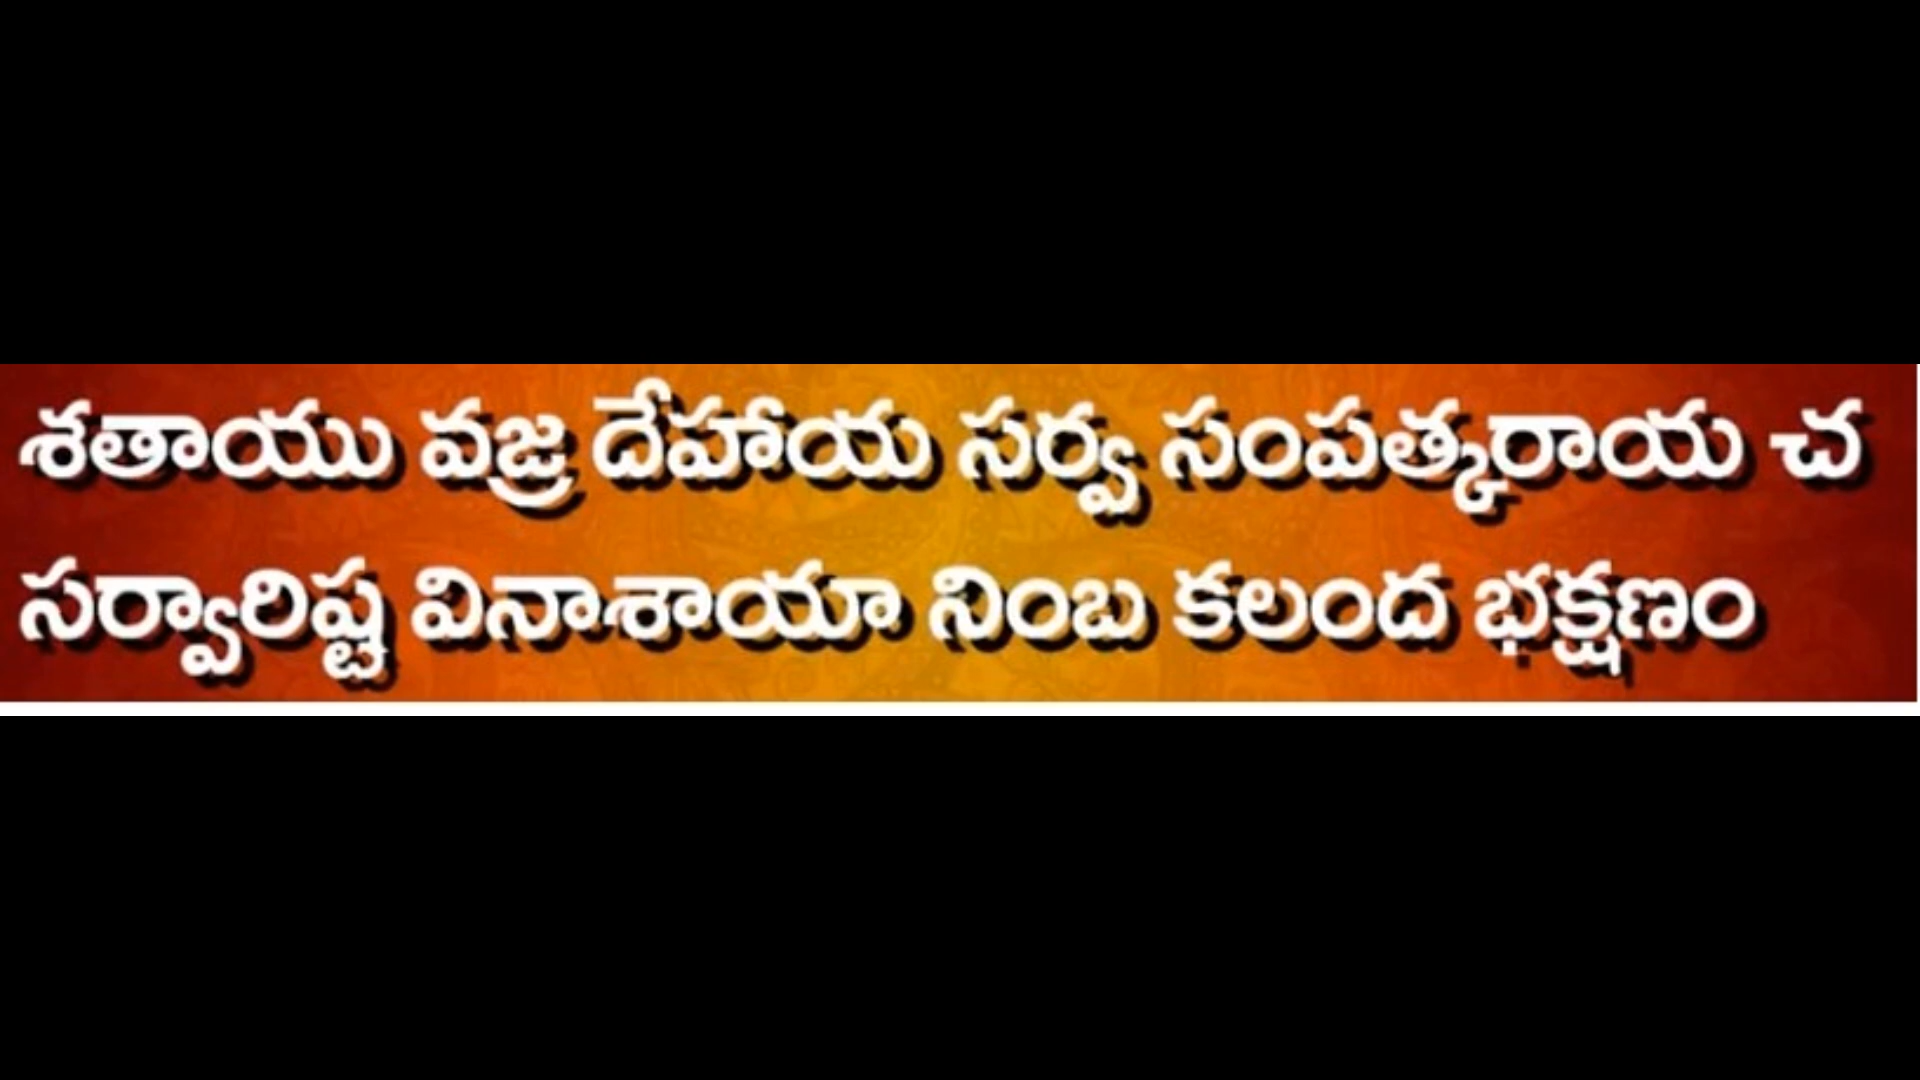 శతాయు వజ్ర దేహాయ సర్వ సంపత్కరాయ చ
సర్వారిష్ట వినాశాయా నింబ కలంద భక్షణం